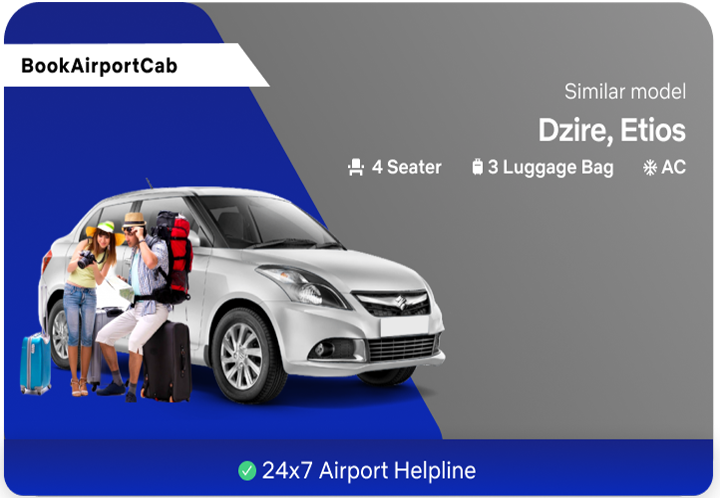 BookAirportCab
Similar model
Dzire, Etios
4 Seater 3 Luggage Bag AC
24x7 Airport Helpline